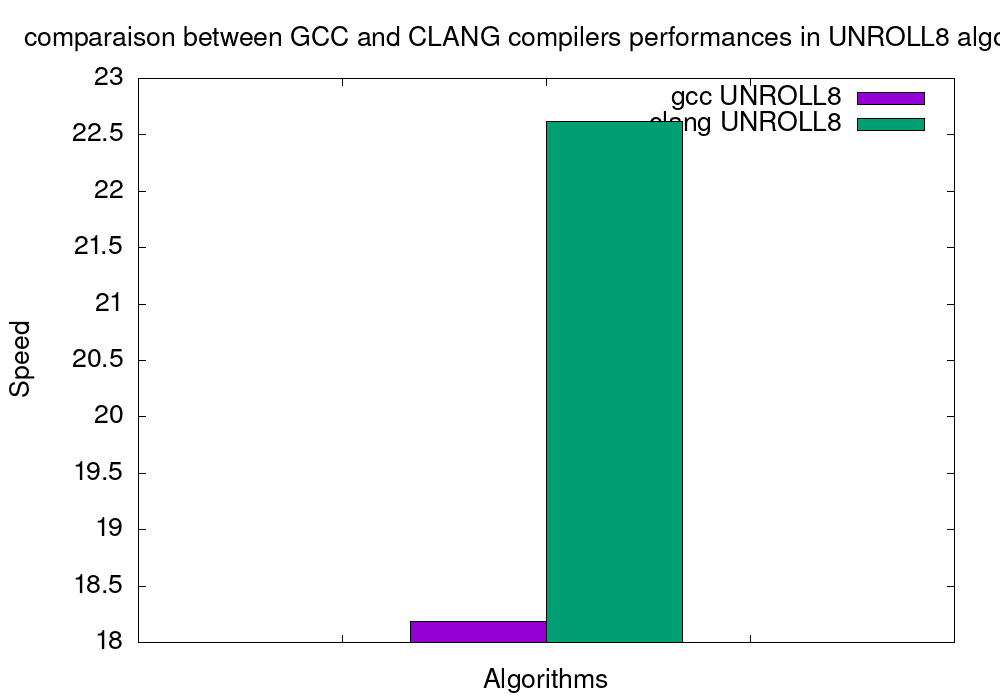 comparaison between GCC and CLANG compilers performances in UNROLL8 algo
23
gcc UNROLL8
clang UNROLL8
22.5
22
21.5
21
20.5
Speed
20
19.5
19
18.5
18
Algorithms